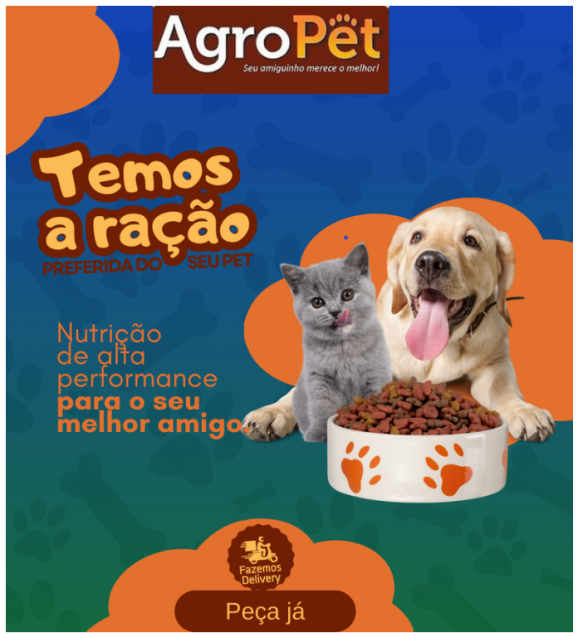 AgroPet
Seu amiguinho merece o melhor!
Temos
a ração
PREFERIDA DO SEU PET
Nutrição
de alta
performance
para o seu
melhor amigo.
Fazemos
Delivery
Peça já